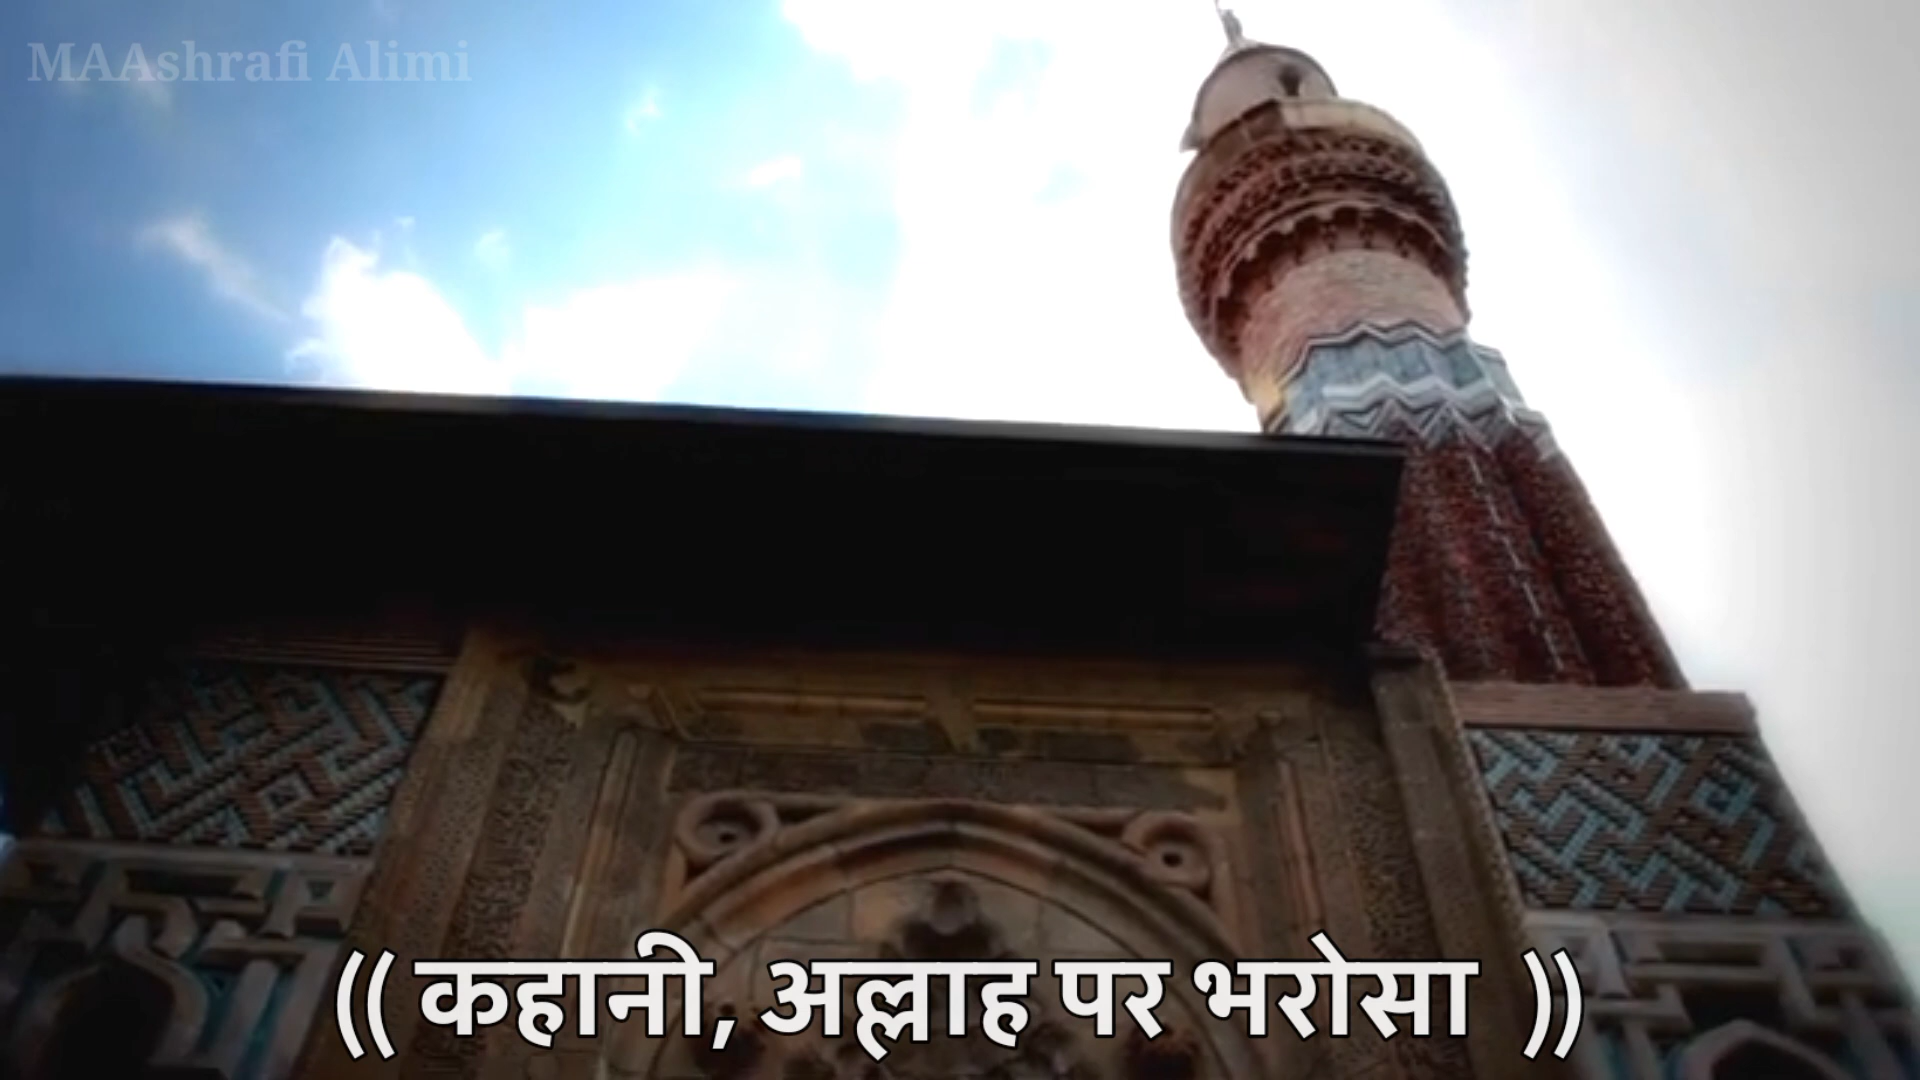 MAAshrafi Alimi
(( कहानी, अल्लाह पर भरोसा ))